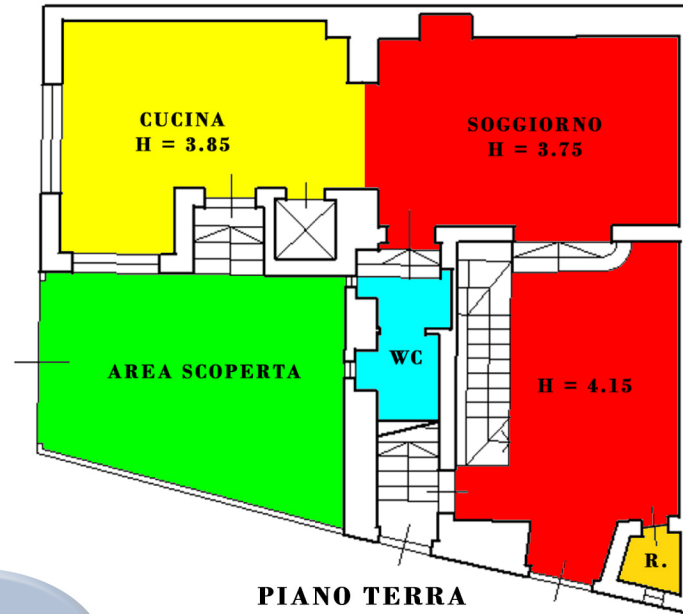 CUCINA
H = 3.85
SOGGIORNO
H = 3.75
AREA SCOPERTA
WC
H = 4.15
R.
PIANO TERRA